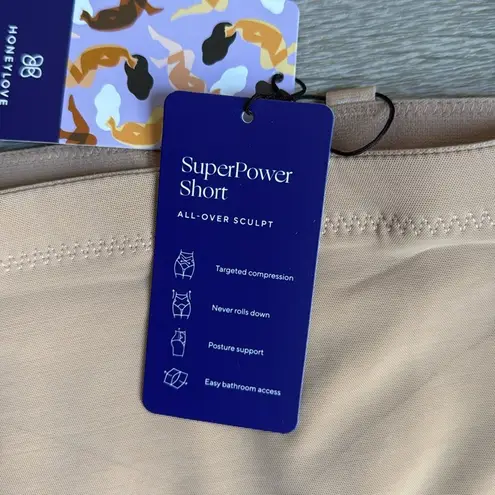 HONEYLOVE
SuperPower
Short
ALL-OVER SCULPT
Targeted compression
Never rolls down
Posture support
Easy bathroom access